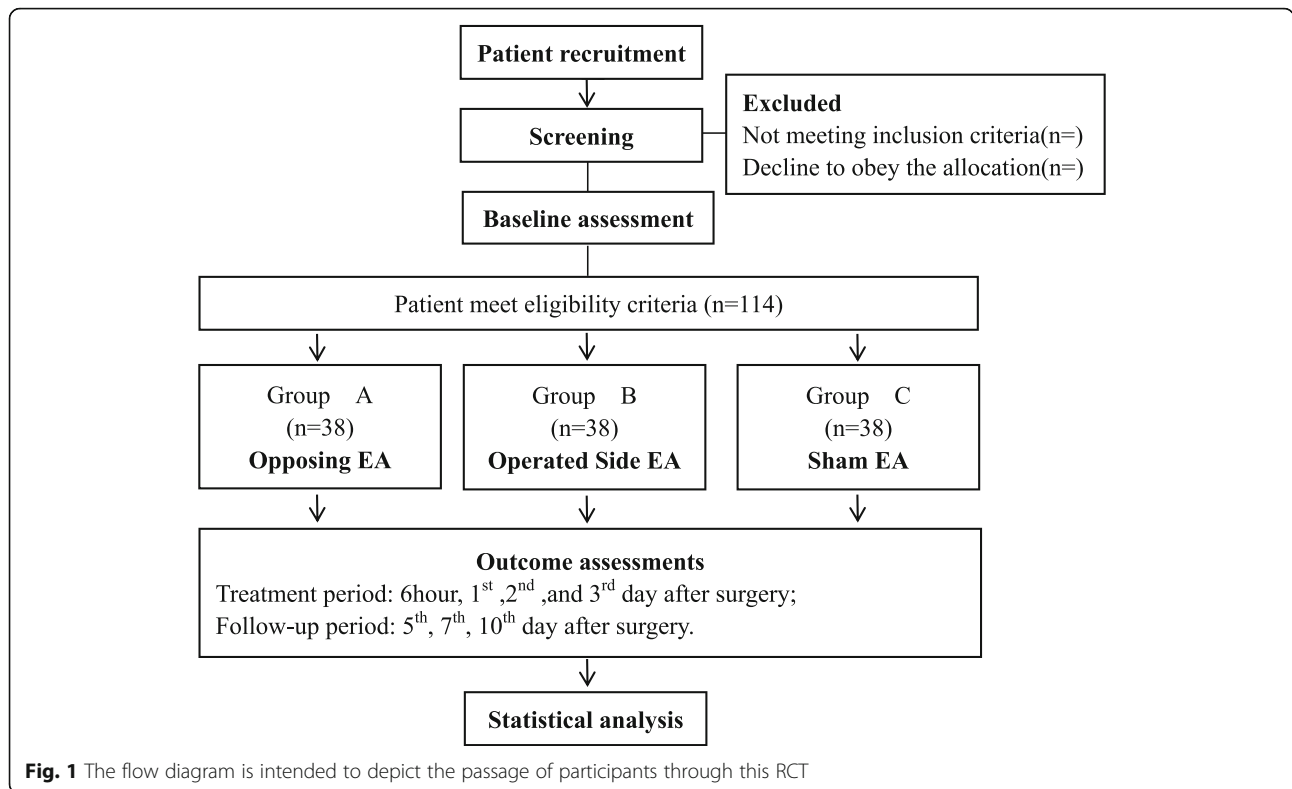 Patient recruitment
Screening
Excluded
Not meeting inclusion criteria(n=)
Decline to obey the allocation(n=)
Baseline assessment
Patient meet eligibility criteria (n=114)
Group A
(n=38)
Opposing EA
Group B
(n=38)
Operated Side EA
Group C
(n=38)
Sham EA
Outcome assessments
Treatment period: 6hour, 1st ,2nd ,and 3rd day after surgery;
Follow-up period: 5th, 7th, 10th day after surgery.
Statistical analysis
Fig. 1 The flow diagram is intended to depict the passage of participants through this RCT